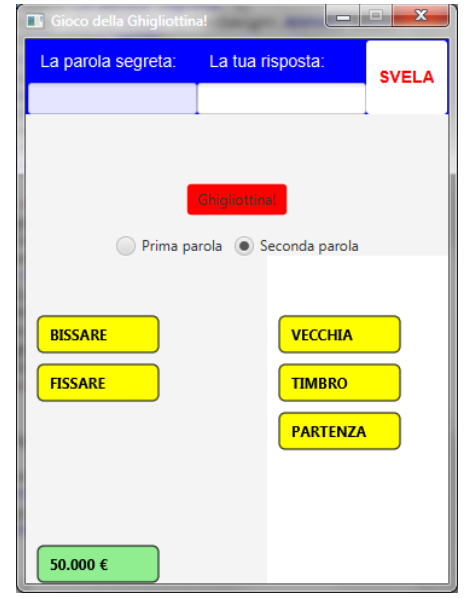 Gioco della Ghigliottina!
La parola segreta: La tua risposta:
SVELA
Ghigliottina!
Prima parola Seconda parola
BISSARE VECCHIA
FISSARE TIMBRO
PARTENZA
50.000 €